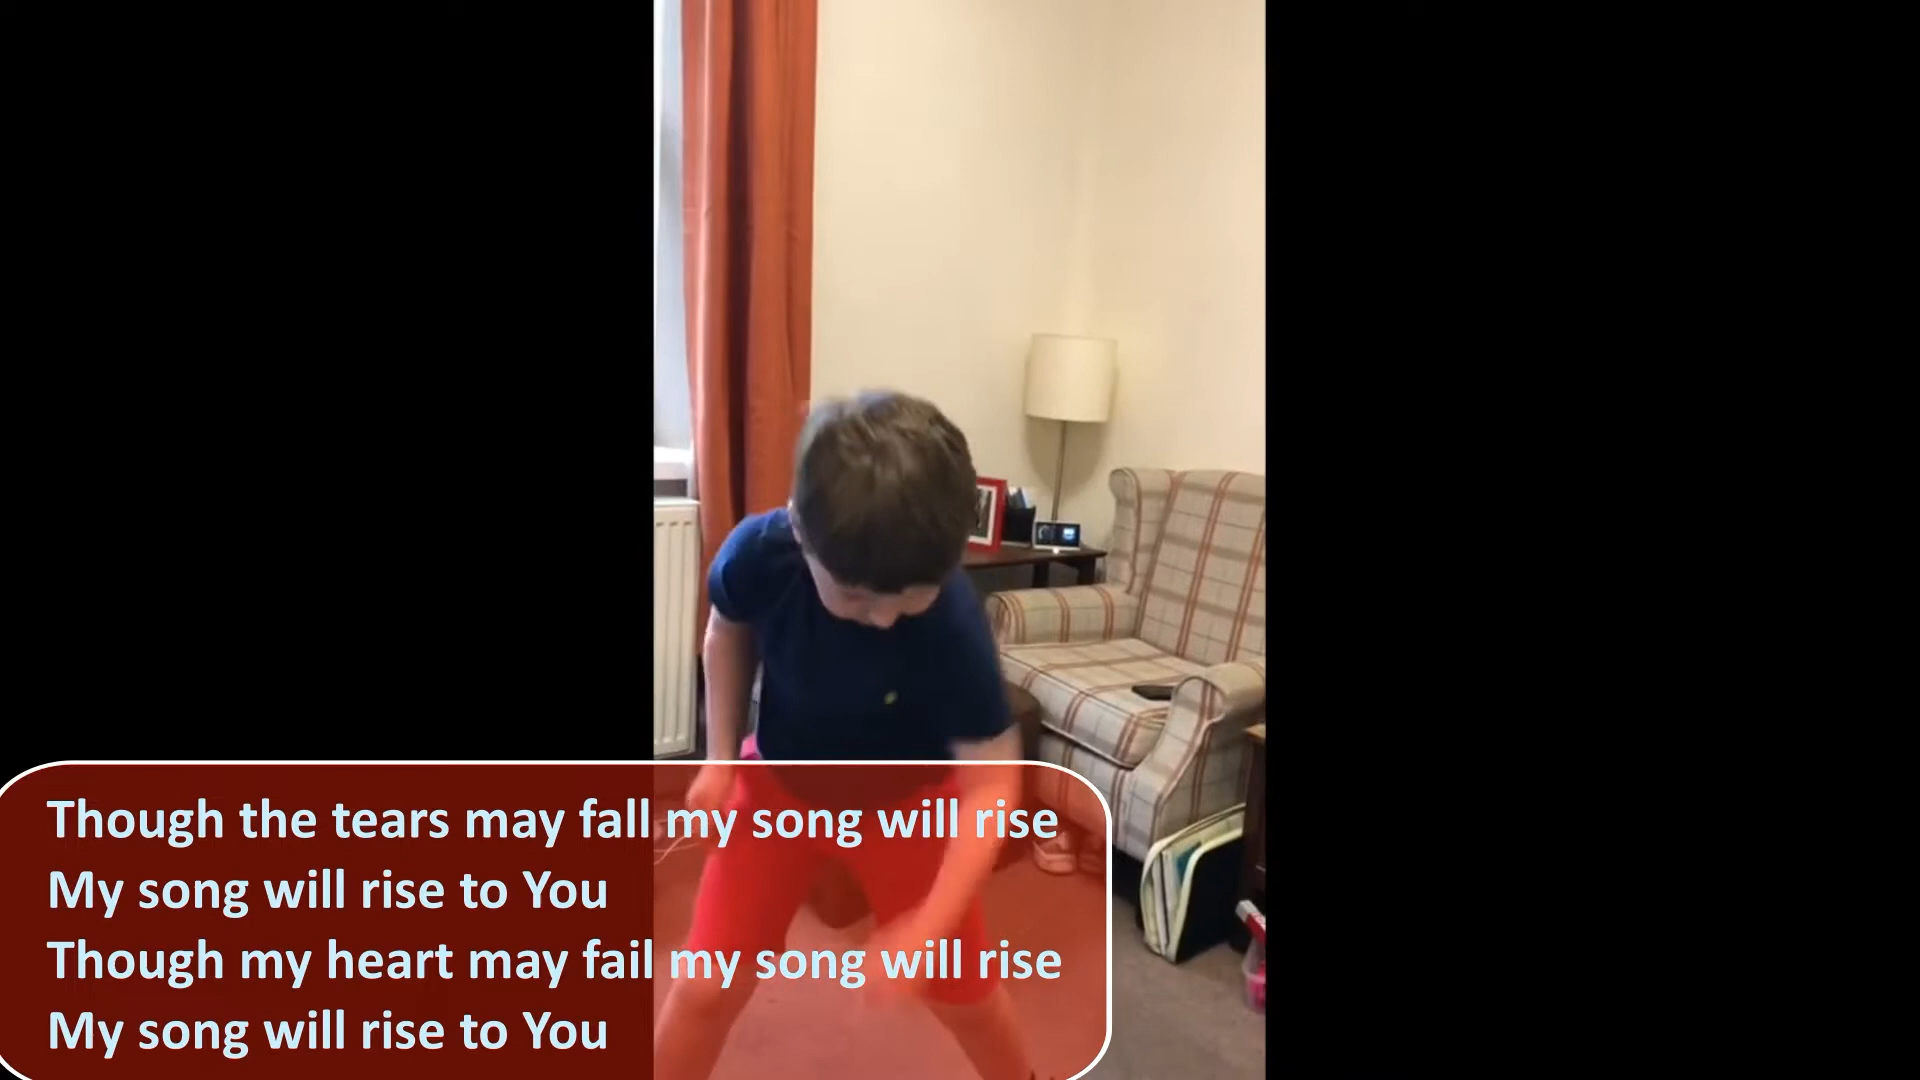 Though the tears may fall my song will rise
My song will rise to You
Though my heart may fail my song will rise
My song will rise to You